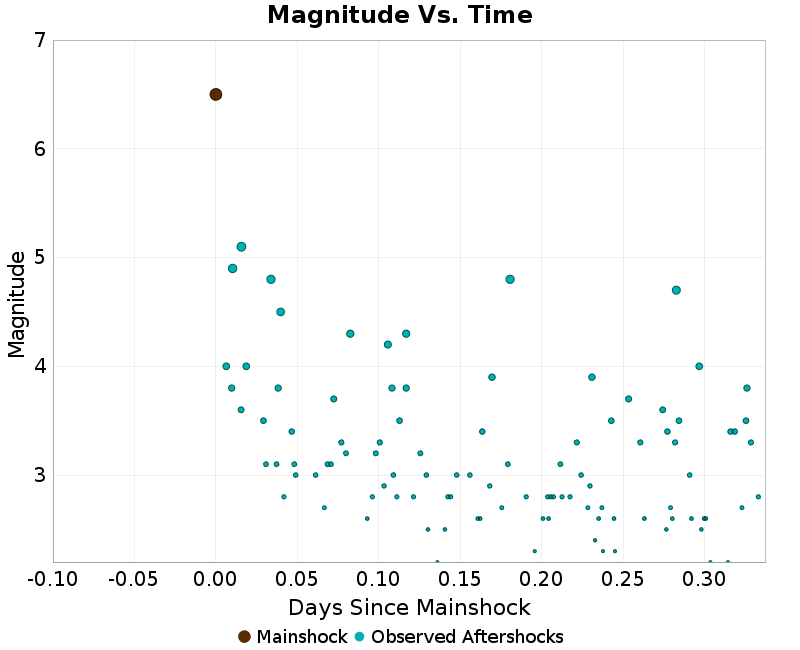 Magnitude Vs. Time
7
6
5
4
3
Magnitude
-0.10 -0.05 0.00 0.05 0.10 0.15 0.20 0.25 0.30
Days Since Mainshock
Mainshock Observed Aftershocks